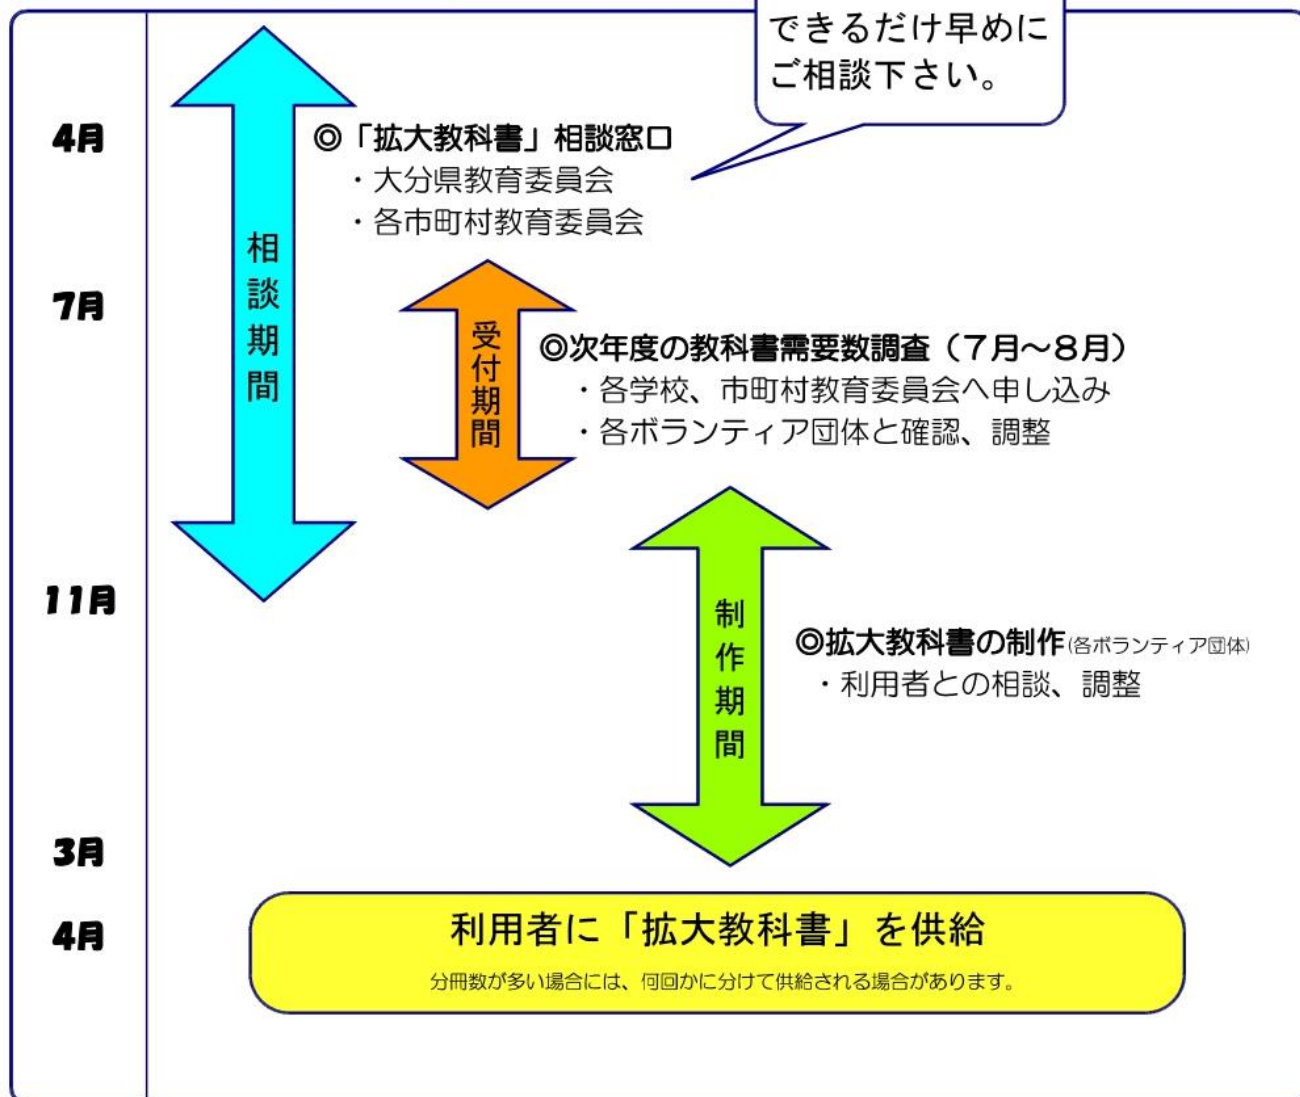 できるだけ早めに
ご相談下さい。
4月
◎「拡大教科書」相談窓口
・大分県教育委員会
・各市町村教育委員会
相談期間
7月
受付期間
◎次年度の教科書需要数調査（７月～８月）
・各学校、市町村教育委員会へ申し込み
・各ボランティア団体と確認、調整
11月
制作期間
◎拡大教科書の制作(各ボランティア団体)
・利用者との相談、調整
3月
4月
利用者に「拡大教科書」を供給
分冊数が多い場合には、何回かに分けて供給される場合があります。